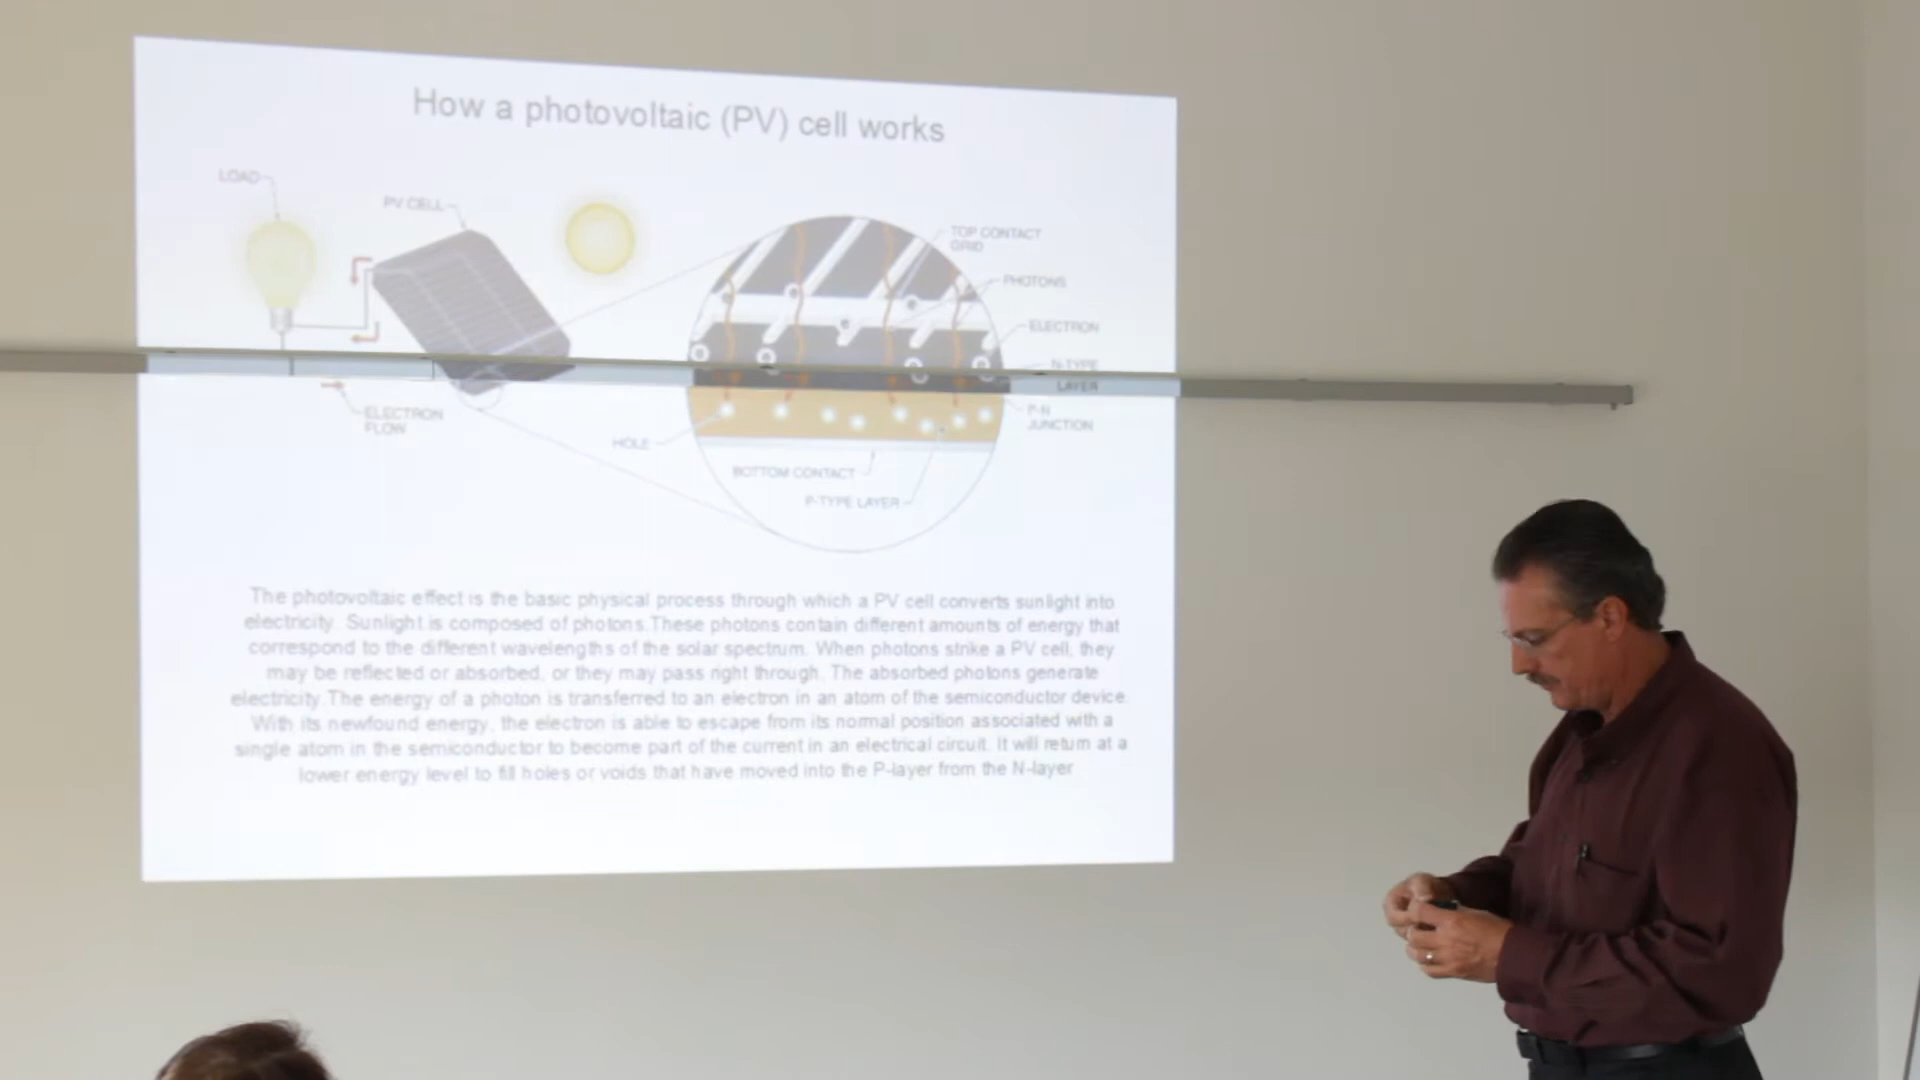 How a photovoltaic (PV) cell works
LOAD
PV CELL
TOP CONTACT
GRID
PHOTONS
ELECTRON
N-TYPE
LAYER
P-N
JUNCTION
ELECTRON
FLOW
HOLE
BOTTOM CONTACT
P-TYPE LAYER
The photovoltaic effect is the basic physical process through which a PV cell converts sunlight into
electricity. Sunlight is composed of photons.These photons contain different amounts of energy that
correspond to the different wavelengths of the solar spectrum. When photons strike a PV cell, they
may be reflected or absorbed, or they may pass right through. The absorbed photons generate
electricity.The energy of a photon is transferred to an electron in an atom of the semiconductor device.
With its newfound energy, the electron is able to escape from its normal position associated with a
single atom in the semiconductor to become part of the current in an electrical circuit. It will return at a
lower energy level to fill holes or voids that have moved into the P-layer from the N-layer